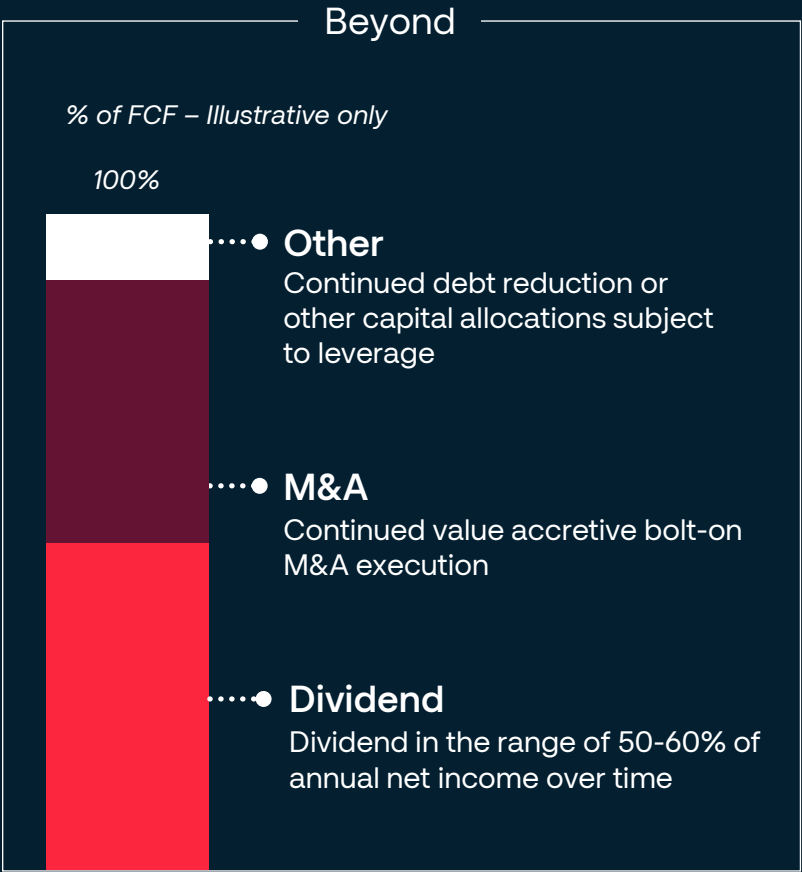 Beyond
% of FCF – Illustrative only
100%
Other
Continued debt reduction or
other capital allocations subject
to leverage
M&A
Continued value accretive bolt-on
M&A execution
Dividend
Dividend in the range of 50-60% of
annual net income over time